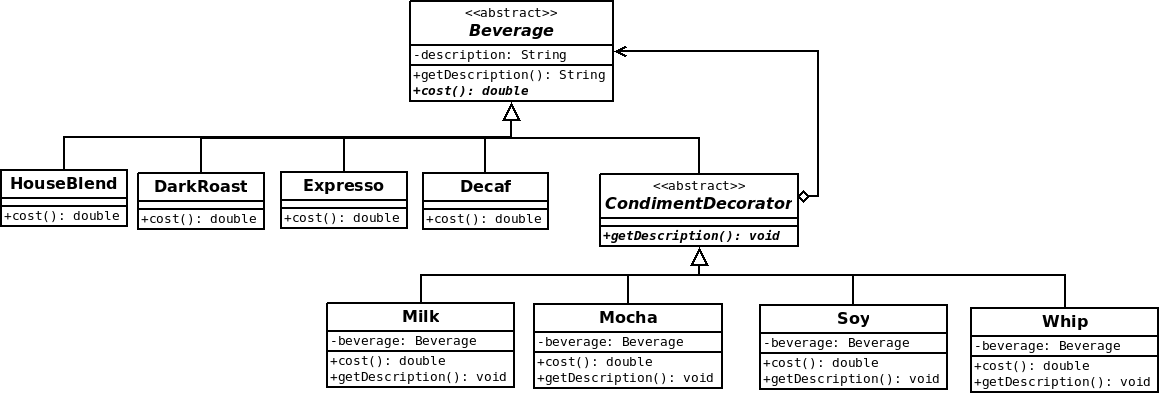 <<abstract>>
Beverage
-description: String
+getDescription(): String
+cost(): double
HouseBlend
+cost(): double
DarkRoast
+cost(): double
Expresso
+cost(): double
Decaf
+cost(): double
<<abstract>>
CondimentDecorator
+getDescription(): void
Milk
-beverage: Beverage
+cost(): double
+getDescription(): void
Mocha
-beverage: Beverage
+cost(): double
+getDescription(): void
Soy
-beverage: Beverage
+cost(): double
+getDescription(): void
Whip
-beverage: Beverage
+cost(): double
+getDescription(): void